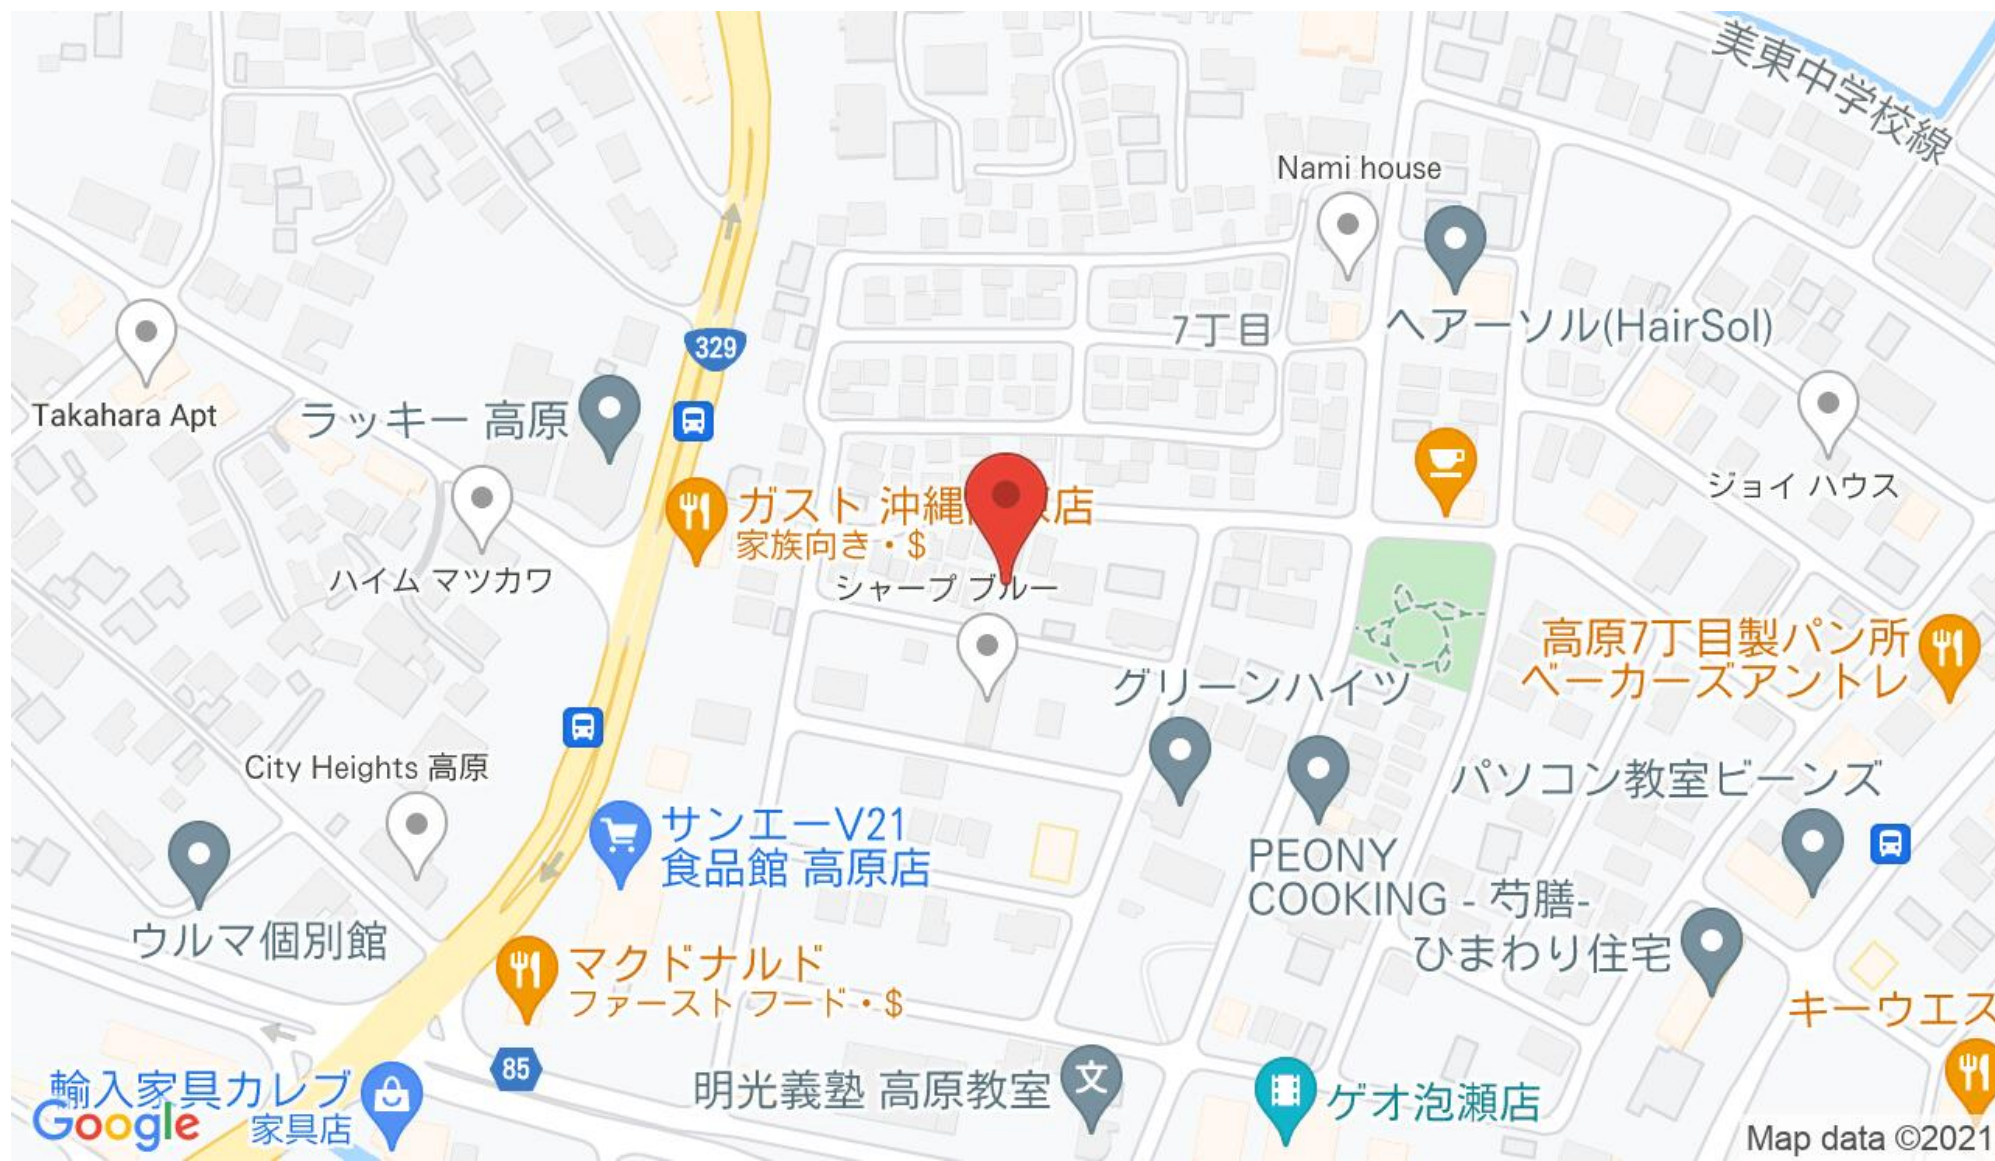 美東中学校線
Nami house
7丁目
ヘアーソル(HairSol)
329
Takahara Apt
ラッキー 高原
ジョイ ハウス
ガスト 沖縄
店
家族向き・$
ハイム マツカワ
シャープ ブルー
高原7丁目製パン所
ベーカーズアントレ
グリーンハイツ
City Heights 高原
パソコン教室ビーンズ
サンエーV21
食品館 高原店
PEONY
COOKING - 芍膳-
ウルマ個別館
ひまわり住宅
マクドナルド
ファースト フード・$
キーウエス
85
輸入家具カレブ
家具店
明光義塾 高原教室
文
ゲオ泡瀬店
Google
Map data ©2021